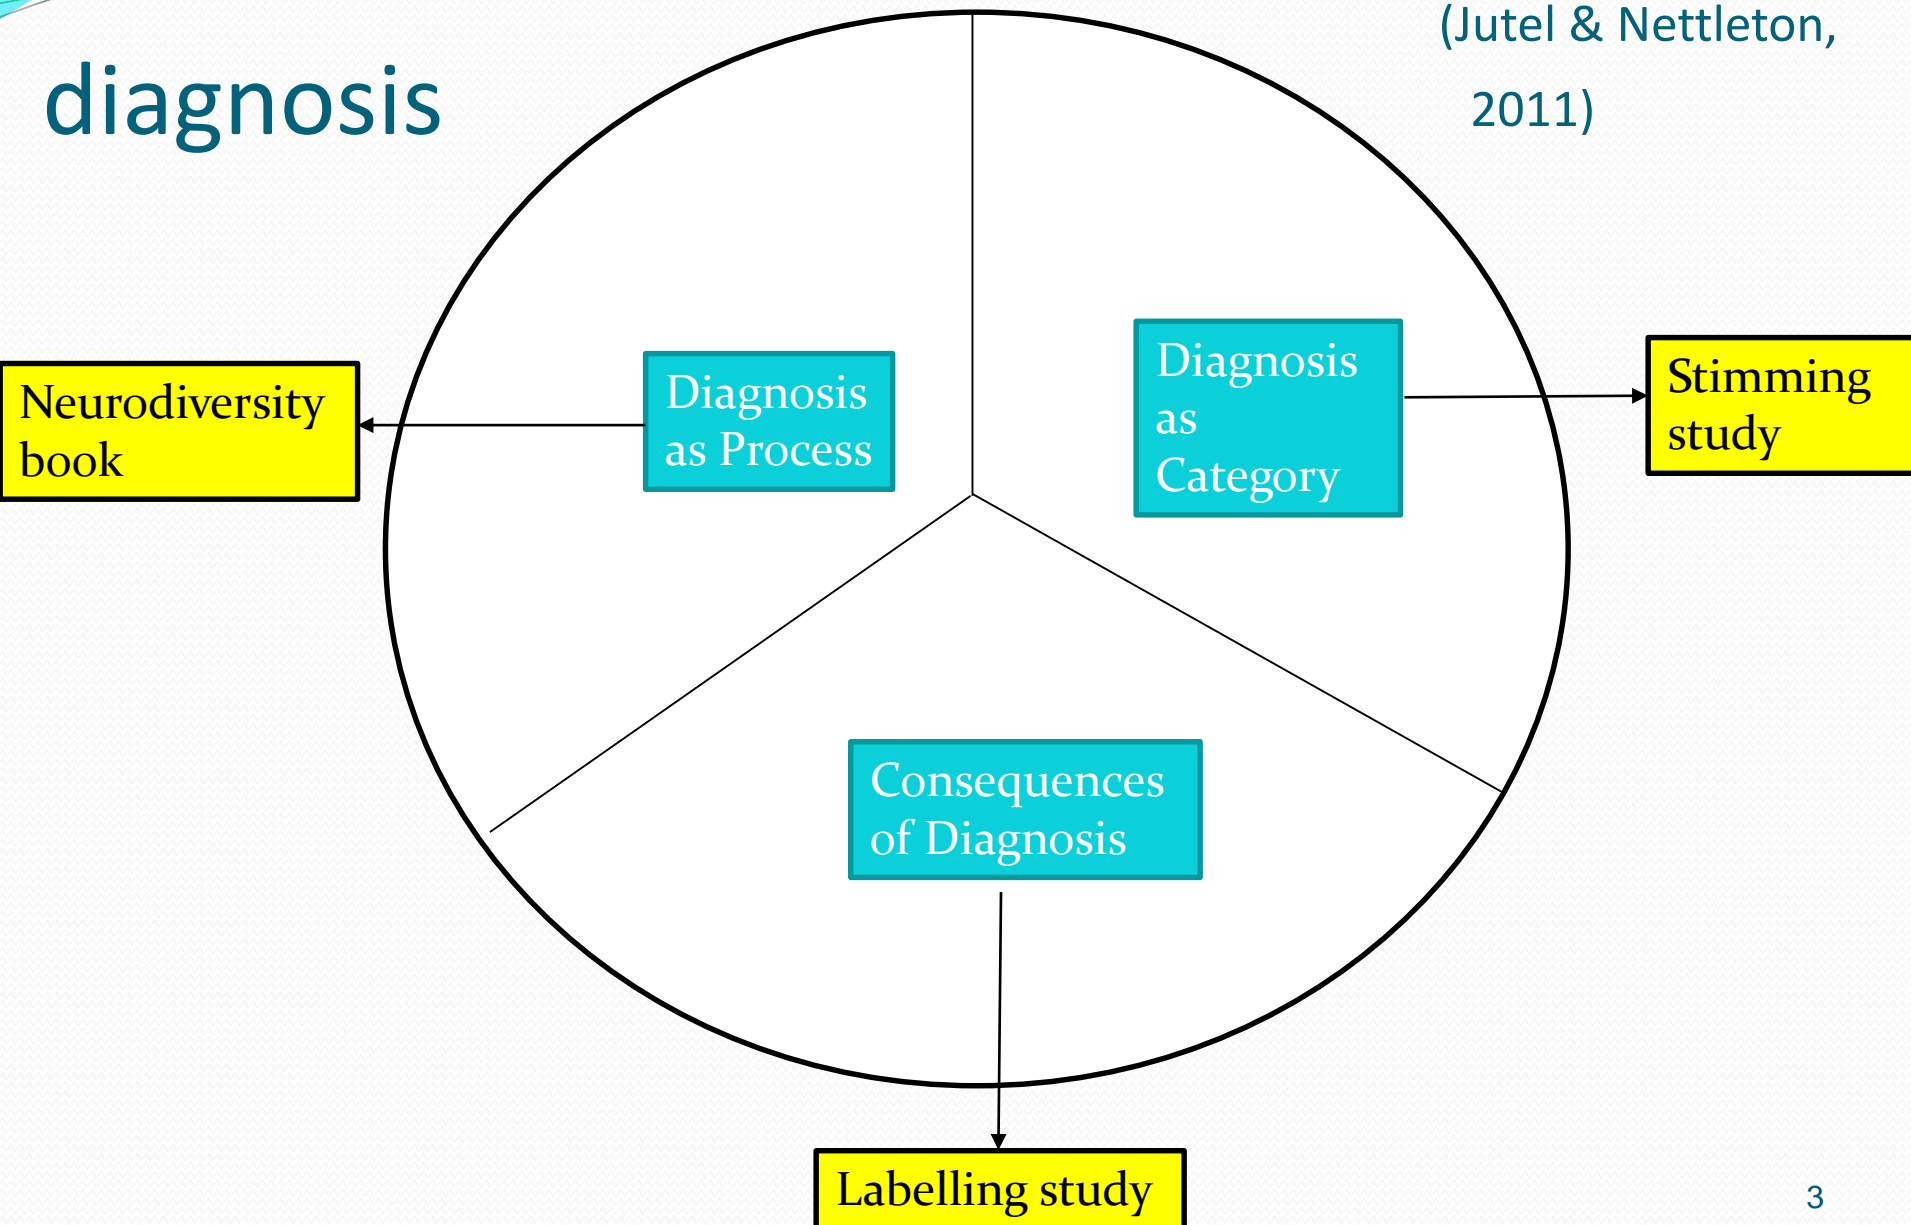 diagnosis
(Jutel & Nettleton,
2011)
Neurodiversity
book
Diagnosis
as Process
Diagnosis
as
Category
Stimming
study
Consequences
of Diagnosis
Labelling study
3